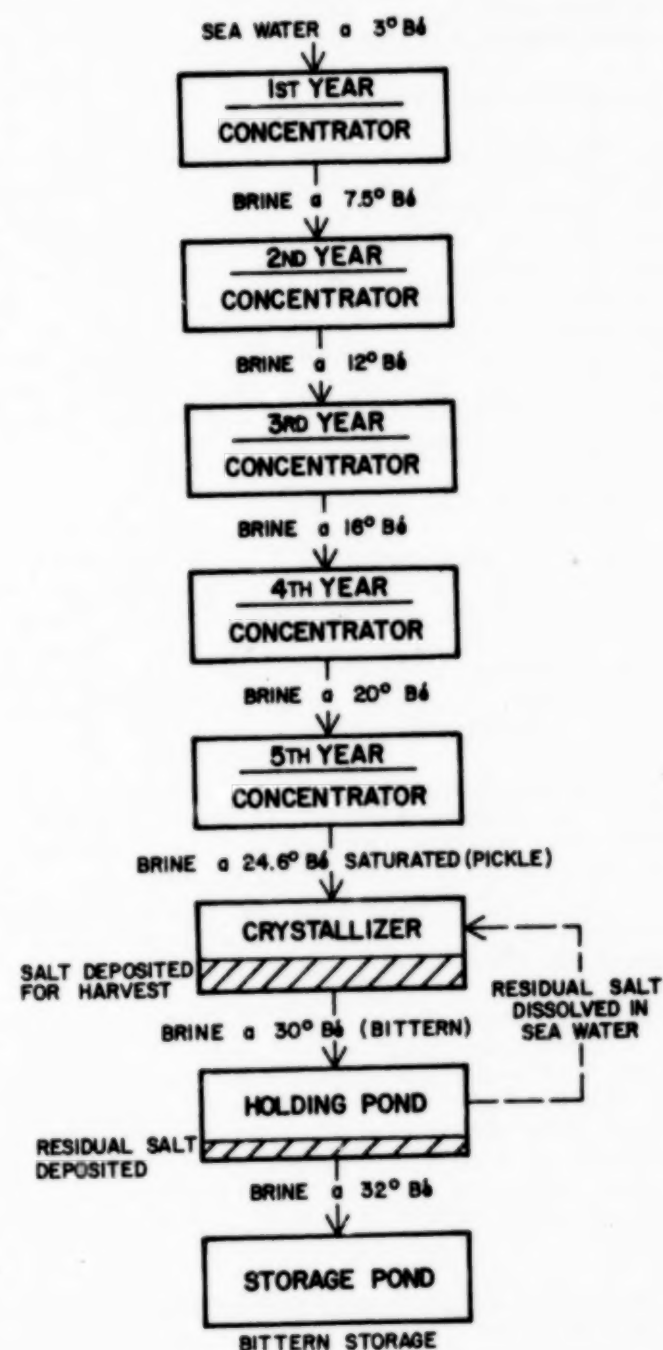 SEA WATER a 3° Bé
1ST YEAR
CONCENTRATOR
BRINE a 7.5° Bé
2ND YEAR
CONCENTRATOR
BRINE a 12° Bé
3RD YEAR
CONCENTRATOR
BRINE a 16° Bé
4TH YEAR
CONCENTRATOR
BRINE a 20° Bé
5TH YEAR
CONCENTRATOR
BRINE a 24.6° Bé SATURATED (PICKLE)
CRYSTALLIZER
SALT DEPOSITED
FOR HARVEST
RESIDUAL SALT
DISSOLVED IN
SEA WATER
BRINE a 30° Bé (BITTERN)
HOLDING POND
RESIDUAL SALT
DEPOSITED
BRINE a 32° Bé
STORAGE POND
BITTERN STORAGE